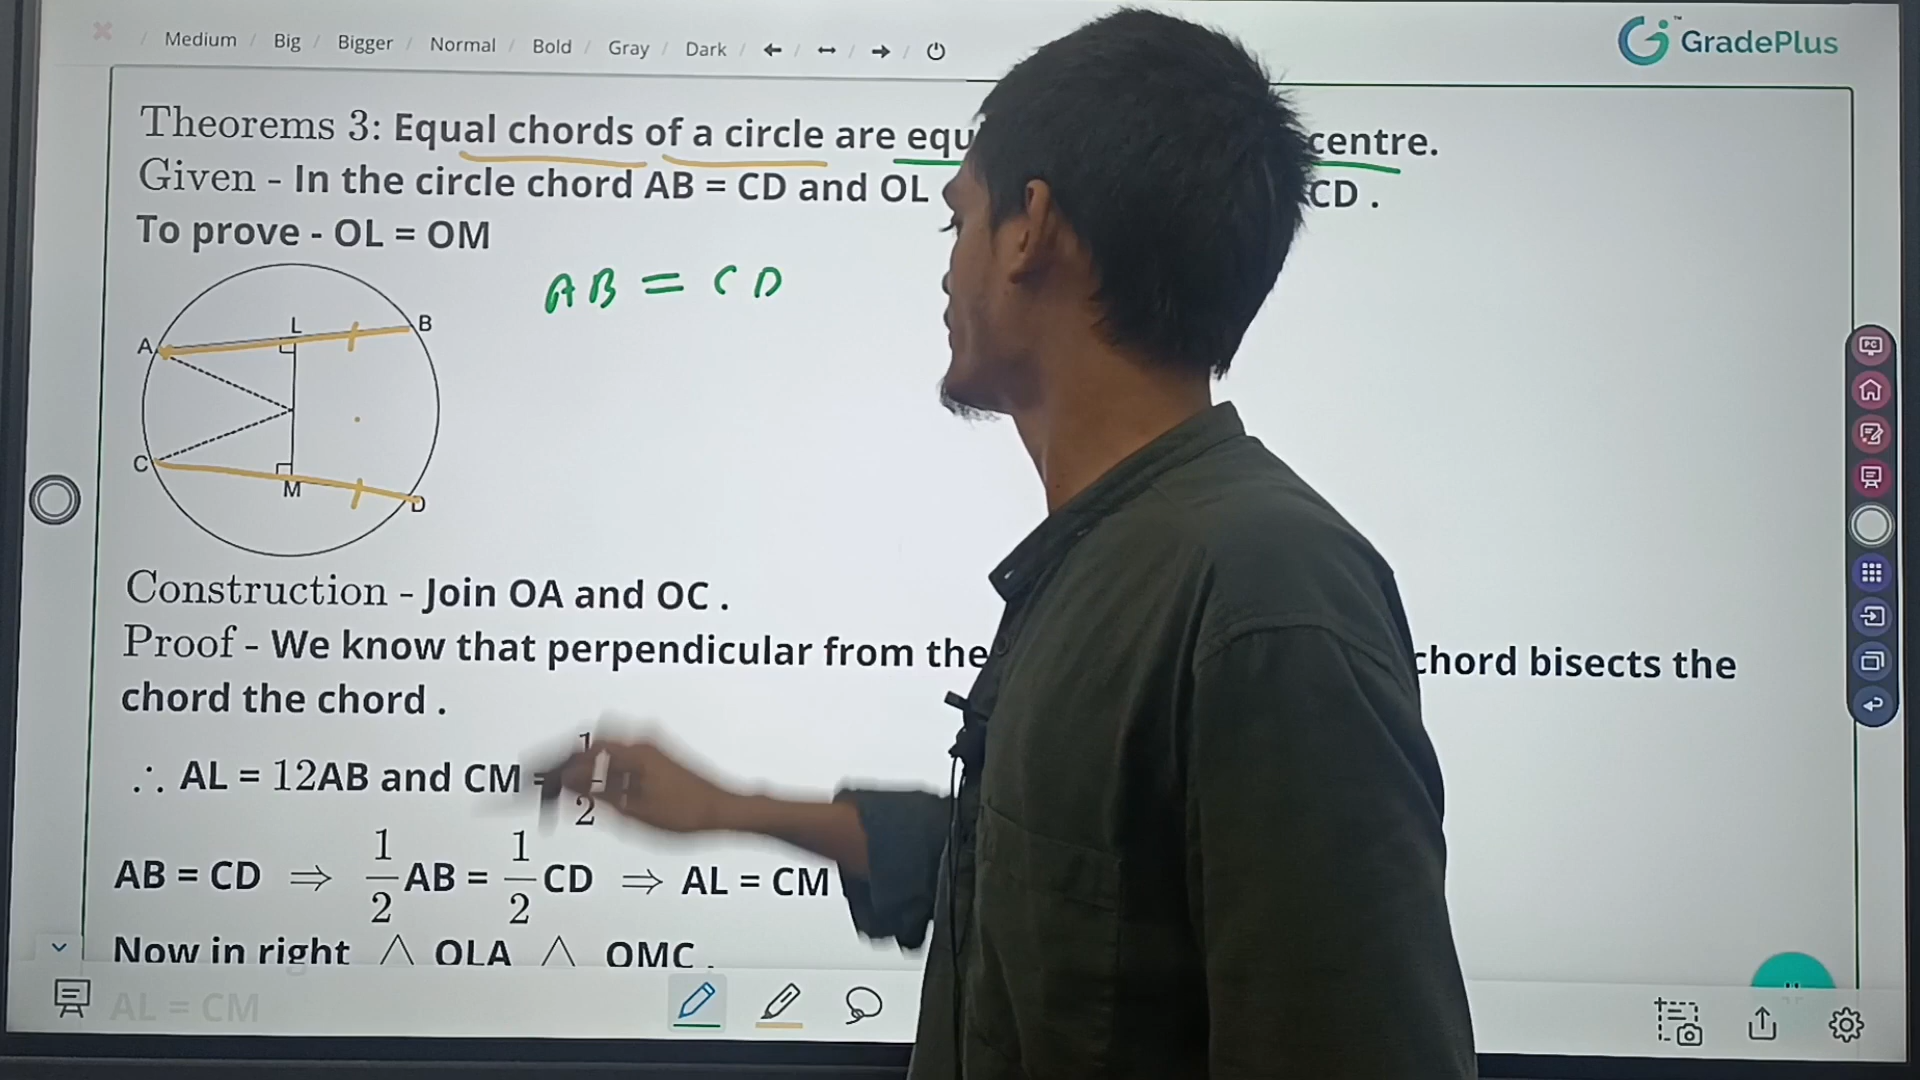 Medium / Big / Bigger / Normal / Bold / Gray / Dark
GradePlus
Theorems 3: Equal chords of a circle are equ centre.
Given - In the circle chord AB = CD and OL CD .
To prove - OL = OM
AB = CD
A
L
B
C
M
D
Construction - Join OA and OC .
Proof - We know that perpendicular from the chord bisects the
chord the chord .
∴ AL = 12AB and CM = 1/2
AB = CD ⇒ 1/2 AB = 1/2 CD ⇒ AL = CM
Now in right △ OLA △ OMC .
AL = CM